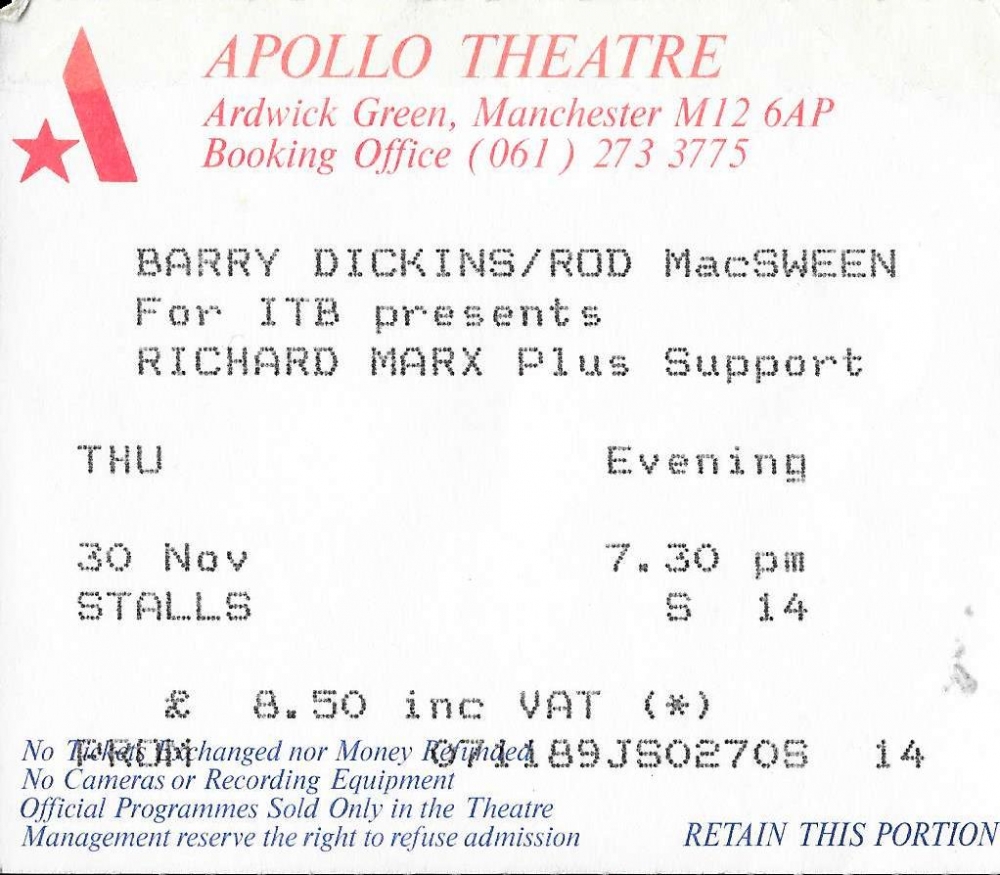 APOLLO THEATRE
Ardwick Green, Manchester M12 6AP
Booking Office (061) 273 3775
BARRY DICKINS/ROD MacSWEEN
For ITB presents
RICHARD MARX Plus Support
THU Evening
30 Nov 7.30 pm
STALLS S 14
£ 8.50 inc VAT (*)
071189JS0270S 14
No Tickets Exchanged nor Money Refunded
No Cameras or Recording Equipment
Official Programmes Sold Only in the Theatre
Management reserve the right to refuse admission
RETAIN THIS PORTION